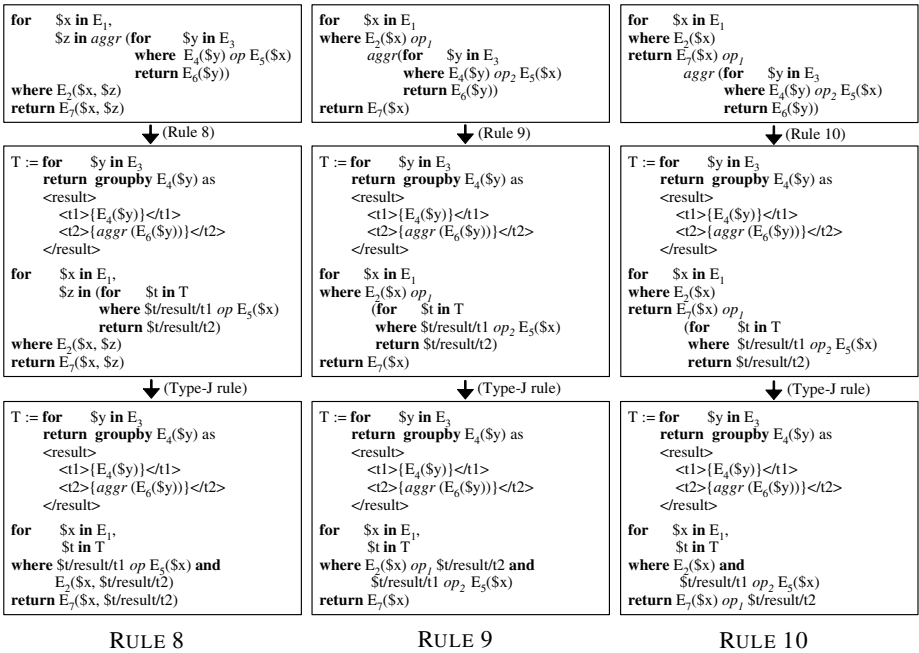 for $x in E1,
$z in aggr (for $y in E3
where E4($y) op E5($x)
return E6($y))
where E2($x, $z)
return E7($x, $z)
(Rule 8)
T := for $y in E3
return groupby E4($y) as
<result>
<t1>{E4($y)}</t1>
<t2>{aggr (E6($y))}</t2>
</result>
for $x in E1,
$z in (for $t in T
where $t/result/t1 op E5($x)
return $t/result/t2)
where E2($x, $z)
return E7($x, $z)
(Type-J rule)
T := for $y in E3
return groupby E4($y) as
<result>
<t1>{E4($y)}</t1>
<t2>{aggr (E6($y))}</t2>
</result>
for $x in E1,
$t in T
where $t/result/t1 op E5($x) and
E2($x, $t/result/t2)
return E7($x, $t/result/t2)
RULE 8
for $x in E1
where E2($x) op1
aggr(for $y in E3
where E4($y) op2 E5($x)
return E6($y))
return E7($x)
(Rule 9)
T := for $y in E3
return groupby E4($y) as
<result>
<t1>{E4($y)}</t1>
<t2>{aggr (E6($y))}</t2>
</result>
for $x in E1
where E2($x) op1
(for $t in T
where $t/result/t1 op2 E5($x)
return $t/result/t2)
return E7($x)
(Type-J rule)
T := for $y in E3
return groupby E4($y) as
<result>
<t1>{E4($y)}</t1>
<t2>{aggr (E6($y))}</t2>
</result>
for $x in E1,
$t in T
where E2($x) op1 $t/result/t2 and
$t/result/t1 op2 E5($x)
return E7($x)
RULE 9
for $x in E1
where E2($x)
return E7($x) op1
aggr (for $y in E3
where E4($y) op2 E5($x)
return E6($y))
(Rule 10)
T := for $y in E3
return groupby E4($y) as
<result>
<t1>{E4($y)}</t1>
<t2>{aggr (E6($y))}</t2>
</result>
for $x in E1
where E2($x)
return E7($x) op1
(for $t in T
where $t/result/t1 op2 E5($x)
return $t/result/t2)
(Type-J rule)
T := for $y in E3
return groupby E4($y) as
<result>
<t1>{E4($y)}</t1>
<t2>{aggr (E6($y))}</t2>
</result>
for $x in E1,
$t in T
where E2($x) and
$t/result/t1 op2 E5($x)
return E7($x) op1 $t/result/t2
RULE 10